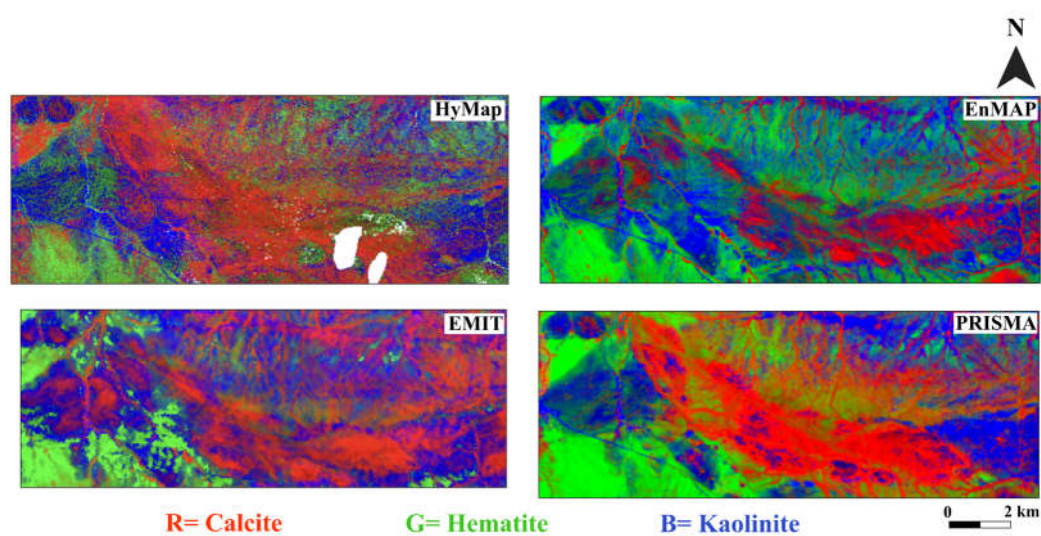 N
HyMap
EnMAP
EMIT
PRISMA
R= Calcite
G= Hematite
B= Kaolinite
0 2 km